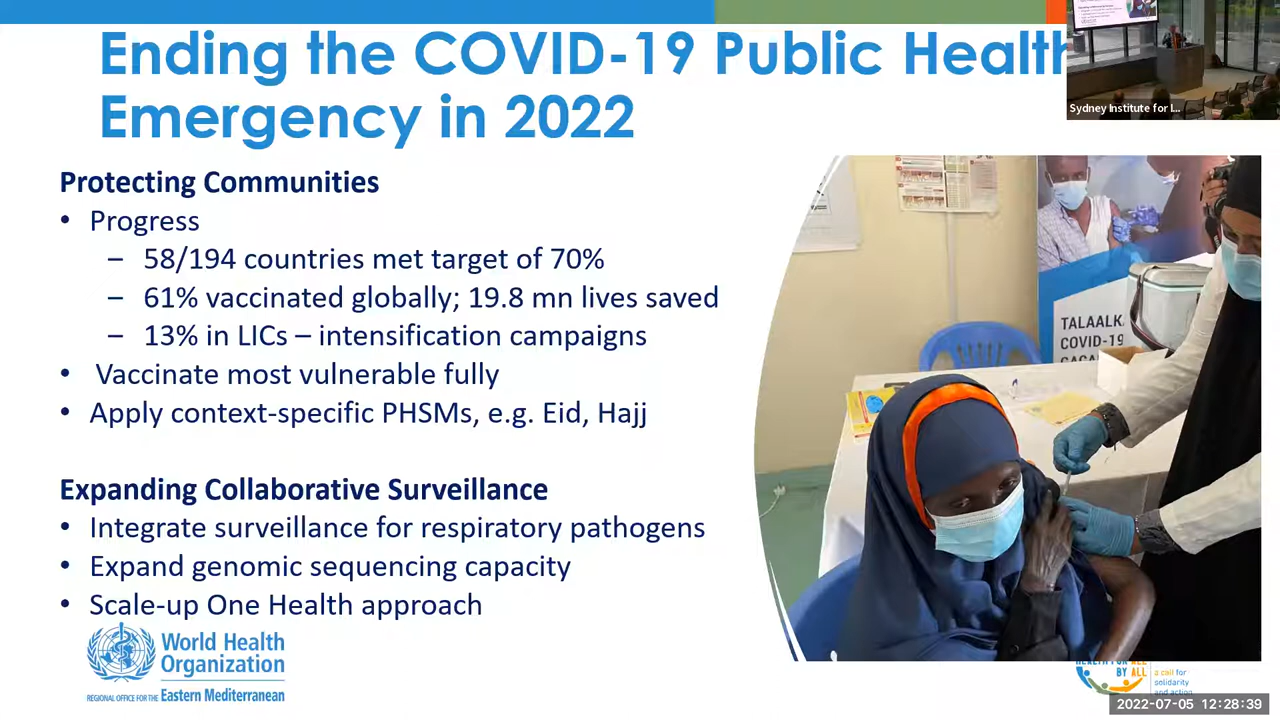 Ending the COVID-19 Public Health
Emergency in 2022
Sydney Institute for I...
Protecting Communities
• Progress
– 58/194 countries met target of 70%
– 61% vaccinated globally; 19.8 mn lives saved
– 13% in LICs – intensification campaigns
• Vaccinate most vulnerable fully
• Apply context-specific PHSMs, e.g. Eid, Hajj
TALAALK
COVID-19
Expanding Collaborative Surveillance
• Integrate surveillance for respiratory pathogens
• Expand genomic sequencing capacity
• Scale-up One Health approach
World Health
Organization
REGIONAL OFFICE FOR THE Eastern Mediterranean
HEALTH FOR ALL
BY ALL
a call for
solidarity
and action
2022-07-05 12:28:39